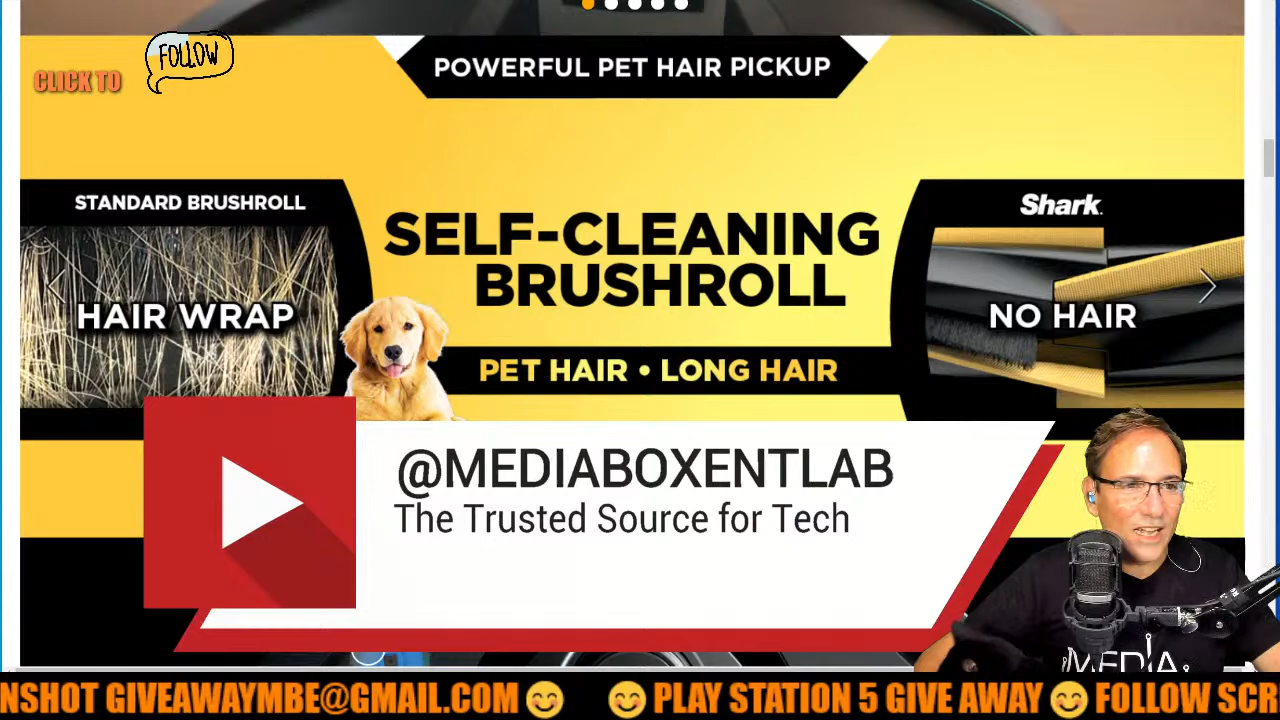 POWERFUL PET HAIR PICKUP
CLICK TO
FOLLOW
STANDARD BRUSHROLL
HAIR WRAP
SELF-CLEANING
BRUSHROLL
PET HAIR • LONG HAIR
Shark
NO HAIR
@MEDIABOXENTLAB
The Trusted Source for Tech
MEDIA
NSHOT GIVEAWAYMBE@GMAIL.COM 😊 😊 PLAY STATION 5 GIVE AWAY 😊 FOLLOW SCR